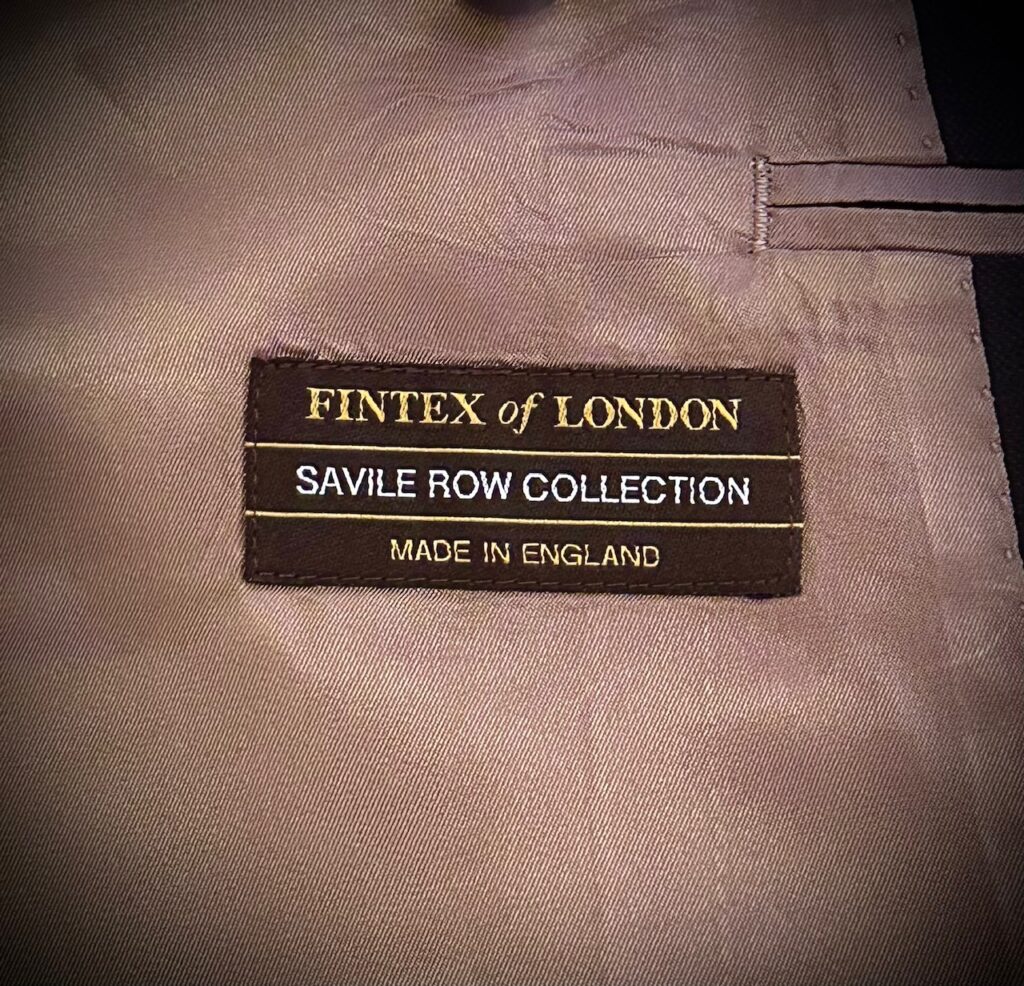 FINTEX of LONDON
SAVILE ROW COLLECTION
MADE IN ENGLAND